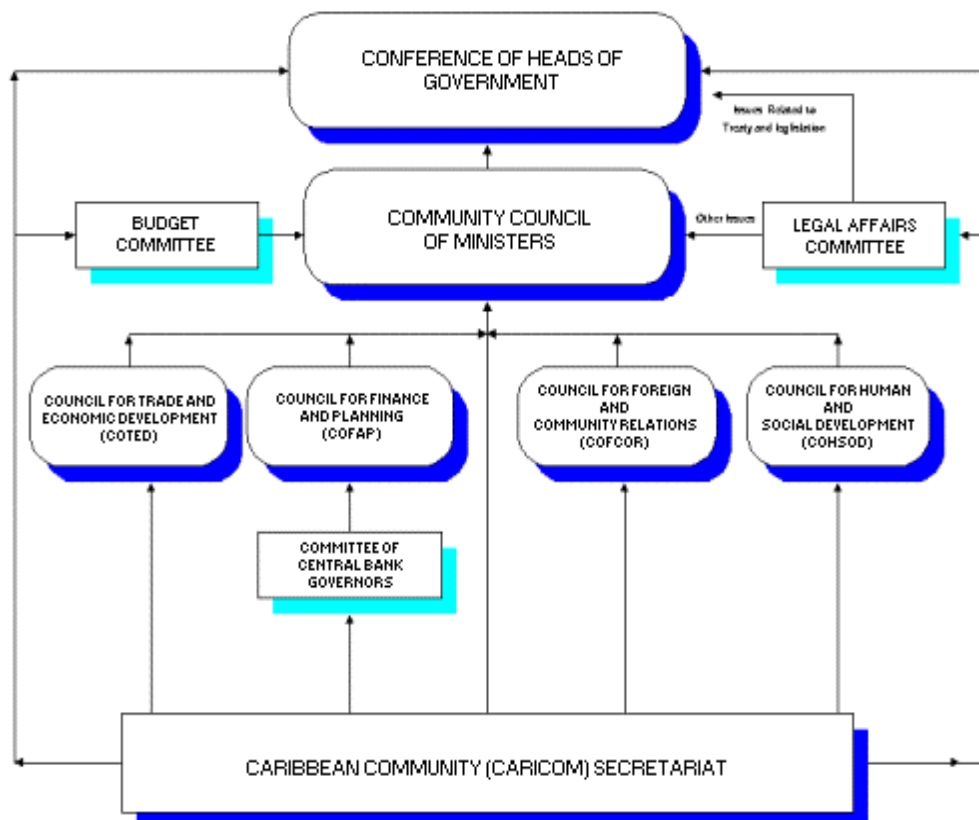 CONFERENCE OF HEADS OF
GOVERNMENT
Issues Related to
Treaty and legislation
BUDGET
COMMITTEE
COMMUNITY COUNCIL
OF MINISTERS
Other Issues
LEGAL AFFAIRS
COMMITTEE
COUNCIL FOR TRADE AND
ECONOMIC DEVELOPMENT
(COTED)
COUNCIL FOR FINANCE
AND PLANNING
(COFAP)
COUNCIL FOR FOREIGN
AND
COMMUNITY RELATIONS
(COFCOR)
COUNCIL FOR HUMAN
AND
SOCIAL DEVELOPMENT
(COHSOD)
COMMITTEE OF
CENTRAL BANK
GOVERNORS
CARIBBEAN COMMUNITY (CARICOM) SECRETARIAT